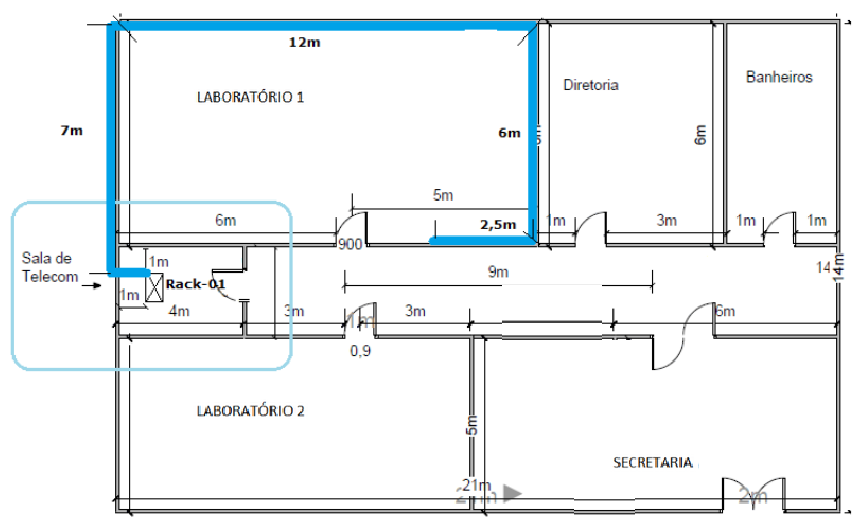 12m
LABORATÓRIO 1
Diretoria
Banheiros
7m
6m
6m
5m
6m
2,5m
1m
3m
1m
1m
900
Sala de
Telecom
1m
Rack-01
9m
14
14m
1m
4m
3m
1m
3m
6m
0,9
LABORATÓRIO 2
5m
SECRETARIA
21m
2m